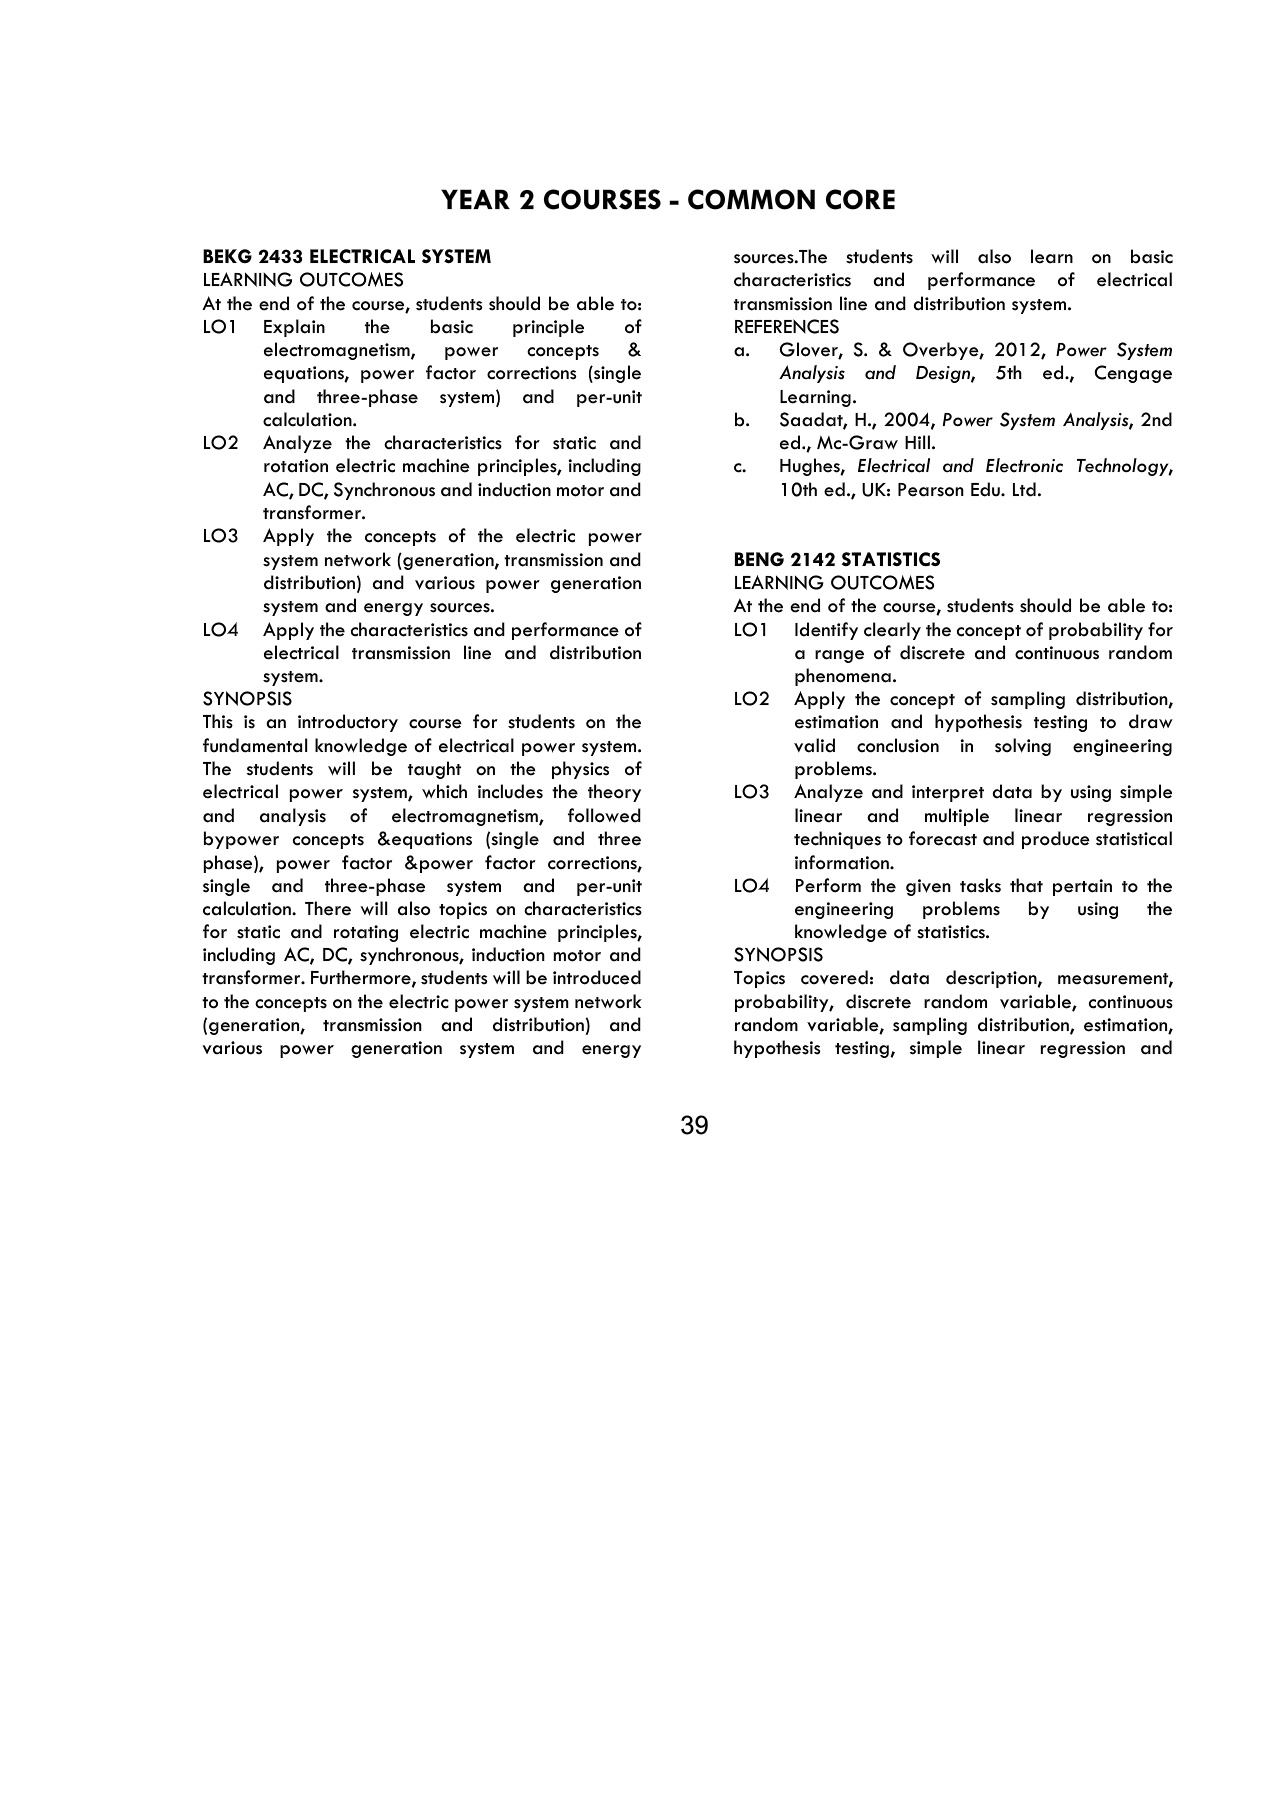 YEAR 2 COURSES - COMMON CORE
BEKG 2433 ELECTRICAL SYSTEM
LEARNING OUTCOMES
At the end of the course, students should be able to:
LO1 Explain the basic principle of
electromagnetism, power concepts &
equations, power factor corrections (single
and three-phase system) and per-unit
calculation.
LO2 Analyze the characteristics for static and
rotation electric machine principles, including
AC, DC, Synchronous and induction motor and
transformer.
LO3 Apply the concepts of the electric power
system network (generation, transmission and
distribution) and various power generation
system and energy sources.
LO4 Apply the characteristics and performance of
electrical transmission line and distribution
system.
SYNOPSIS
This is an introductory course for students on the
fundamental knowledge of electrical power system.
The students will be taught on the physics of
electrical power system, which includes the theory
and analysis of electromagnetism, followed
bypower concepts &equations (single and three
phase), power factor &power factor corrections,
single and three-phase system and per-unit
calculation. There will also topics on characteristics
for static and rotating electric machine principles,
including AC, DC, synchronous, induction motor and
transformer. Furthermore, students will be introduced
to the concepts on the electric power system network
(generation, transmission and distribution) and
various power generation system and energy
sources.The students will also learn on basic
characteristics and performance of electrical
transmission line and distribution system.
REFERENCES
a. Glover, S. & Overbye, 2012, Power System
Analysis and Design, 5th ed., Cengage
Learning.
b. Saadat, H., 2004, Power System Analysis, 2nd
ed., Mc-Graw Hill.
c. Hughes, Electrical and Electronic Technology,
10th ed., UK: Pearson Edu. Ltd.
BENG 2142 STATISTICS
LEARNING OUTCOMES
At the end of the course, students should be able to:
LO1 Identify clearly the concept of probability for
a range of discrete and continuous random
phenomena.
LO2 Apply the concept of sampling distribution,
estimation and hypothesis testing to draw
valid conclusion in solving engineering
problems.
LO3 Analyze and interpret data by using simple
linear and multiple linear regression
techniques to forecast and produce statistical
information.
LO4 Perform the given tasks that pertain to the
engineering problems by using the
knowledge of statistics.
SYNOPSIS
Topics covered: data description, measurement,
probability, discrete random variable, continuous
random variable, sampling distribution, estimation,
hypothesis testing, simple linear regression and
39